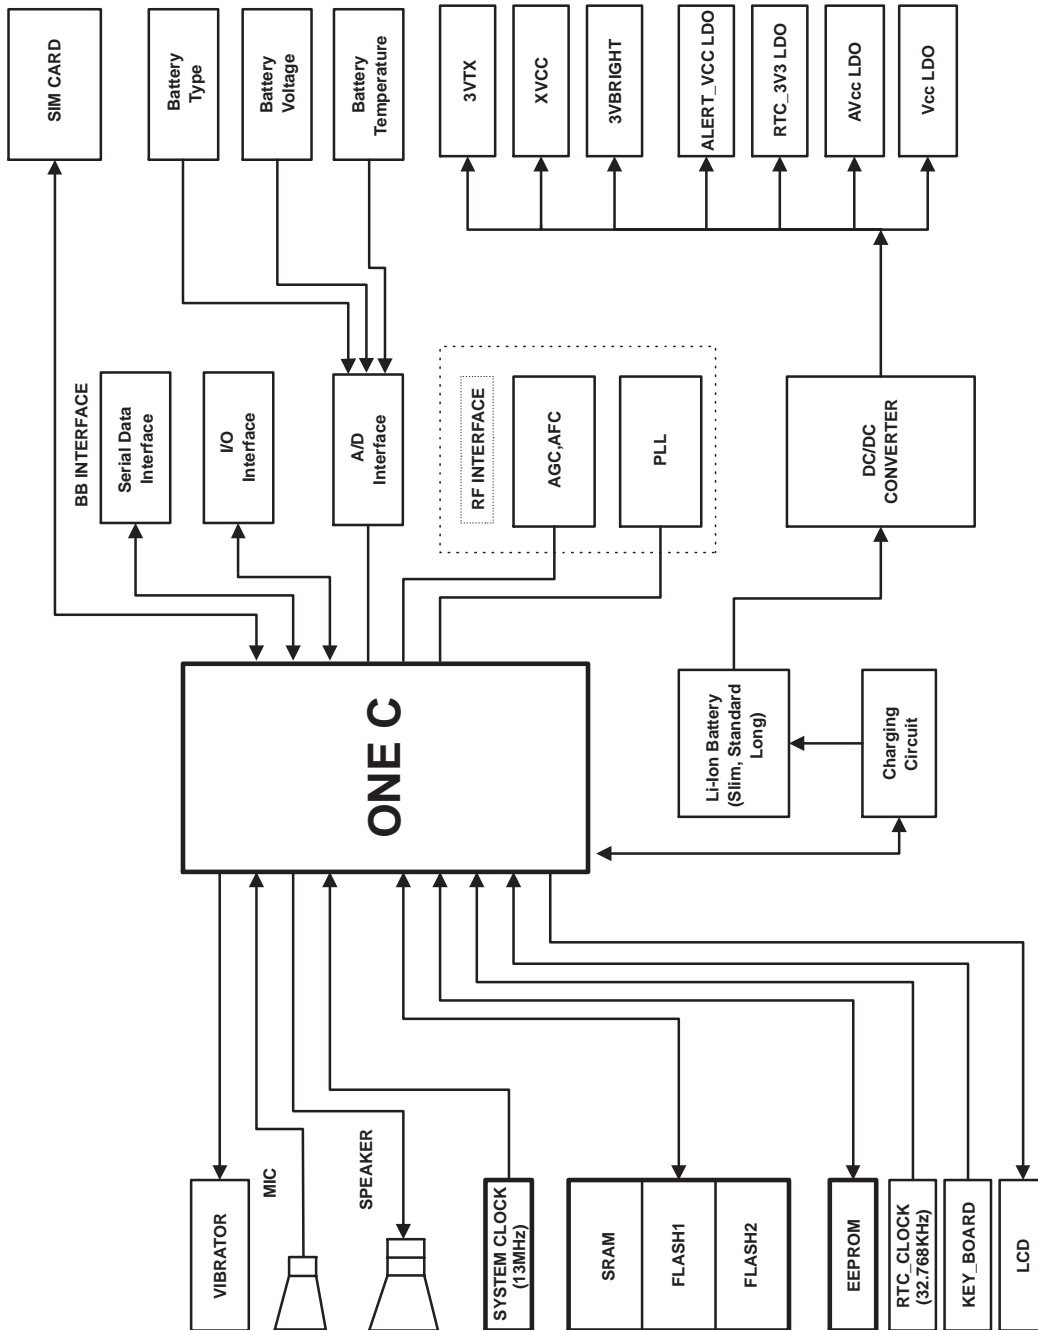 SIM CARD
Battery
Type
Battery
Voltage
Battery
Temperature
3VTX
XVCC
3VBRIGHT
ALERT_VCC LDO
RTC_3V3 LDO
AVcc LDO
Vcc LDO
BB INTERFACE
Serial Data
Interface
I/O
Interface
A/D
Interface
RF INTERFACE
AGC,AFC
PLL
DC/DC
CONVERTER
ONE C
Li-Ion Battery
(Slim, Standard
Long)
Charging
Circuit
VIBRATOR
MIC
SPEAKER
SYSTEM CLOCK
(13MHz)
SRAM
FLASH1
FLASH2
EEPROM
RTC_CLOCK
(32.768KHz)
KEY_BOARD
LCD